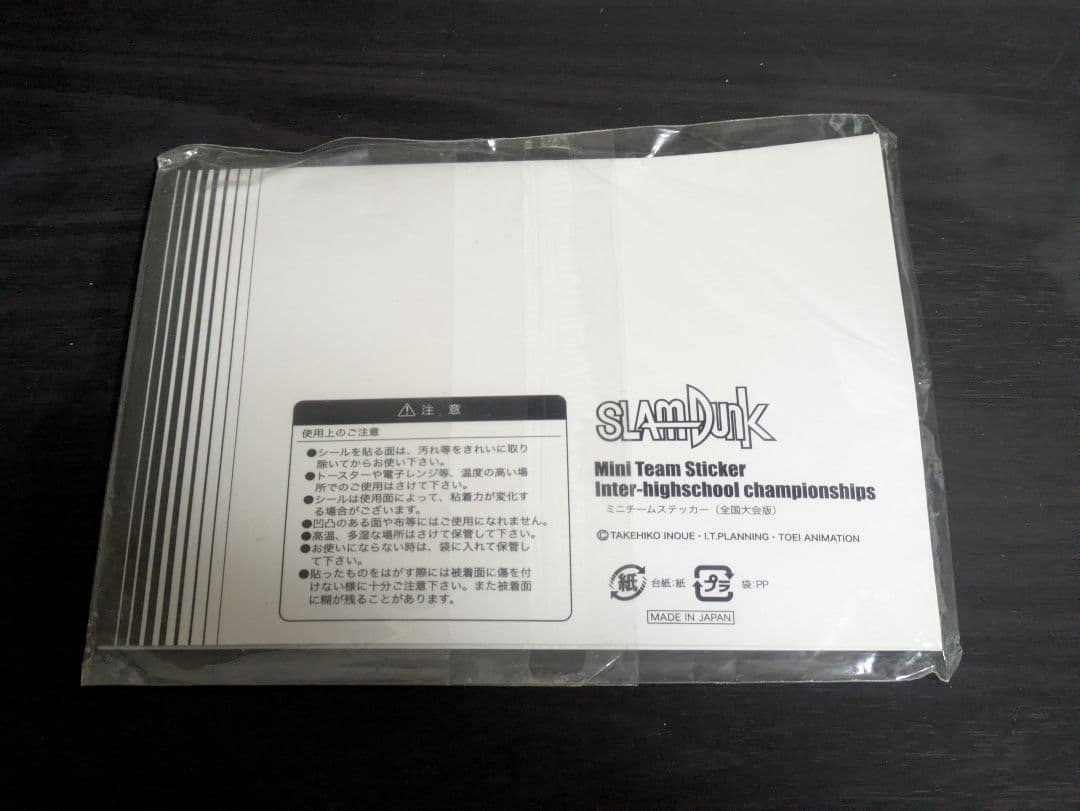 注意
使用上のご注意
●シールを貼る面は、汚れ等をきれいに取り
除いてからお使い下さい。
●トースターや電子レンジ等、温度の高い場
所でのご使用はさけて下さい。
●シールは使用面によって、粘着力が変化す
る場合がございます。
●凹凸のある面や布等にはご使用になれません。
●高温、多湿な場所はさけて保管して下さい。
●お使いにならない時は、袋に入れて保管し
て下さい。
●貼ったものをはがす際には被着面に傷を付
けない様に十分ご注意下さい。また被着面
に糊が残ることがあります。
SLAM DUNK
Mini Team Sticker
Inter-highschool championships
ミニチームステッカー（全国大会版）
©TAKEHIKO INOUE・I.T.PLANNING・TOEI ANIMATION
紙 台紙:紙 プラ 袋:PP
MADE IN JAPAN